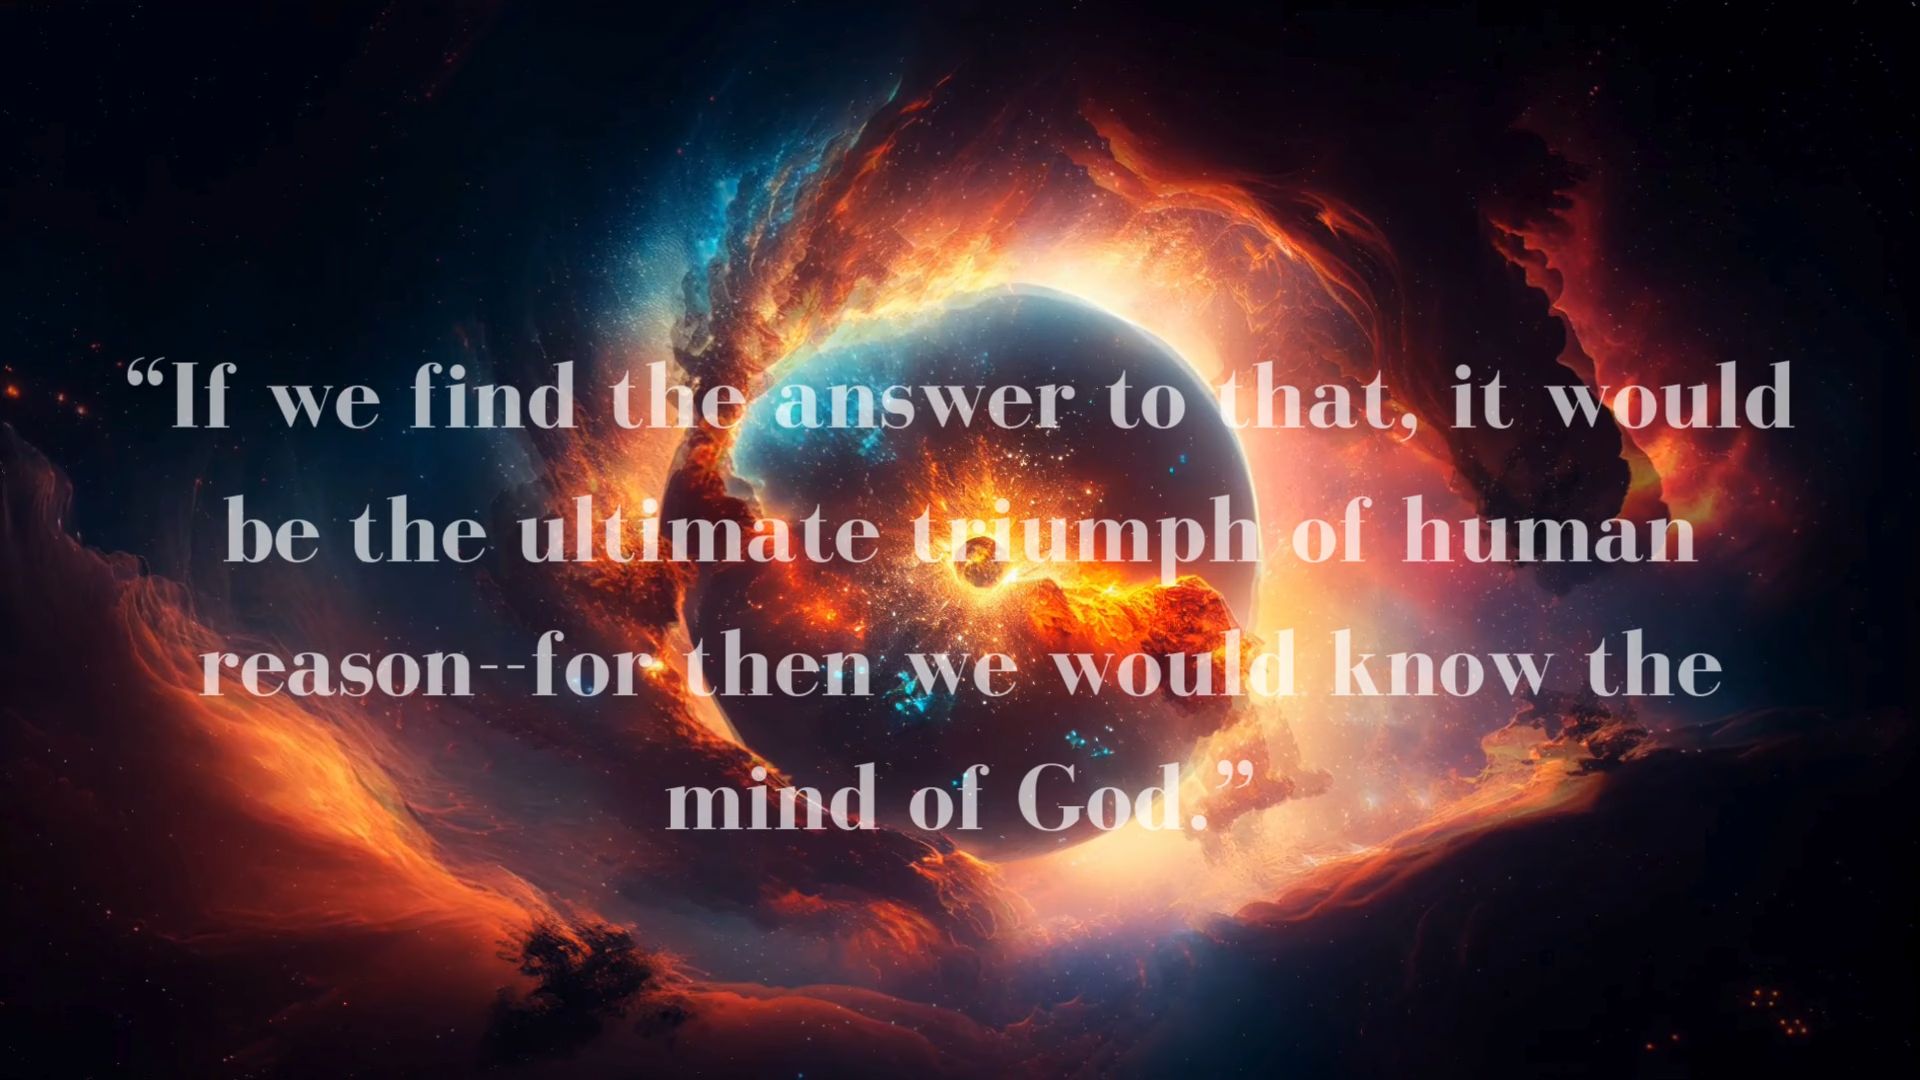 “If we find the answer to that, it would
be the ultimate triumph of human
reason--for then we would know the
mind of God.”